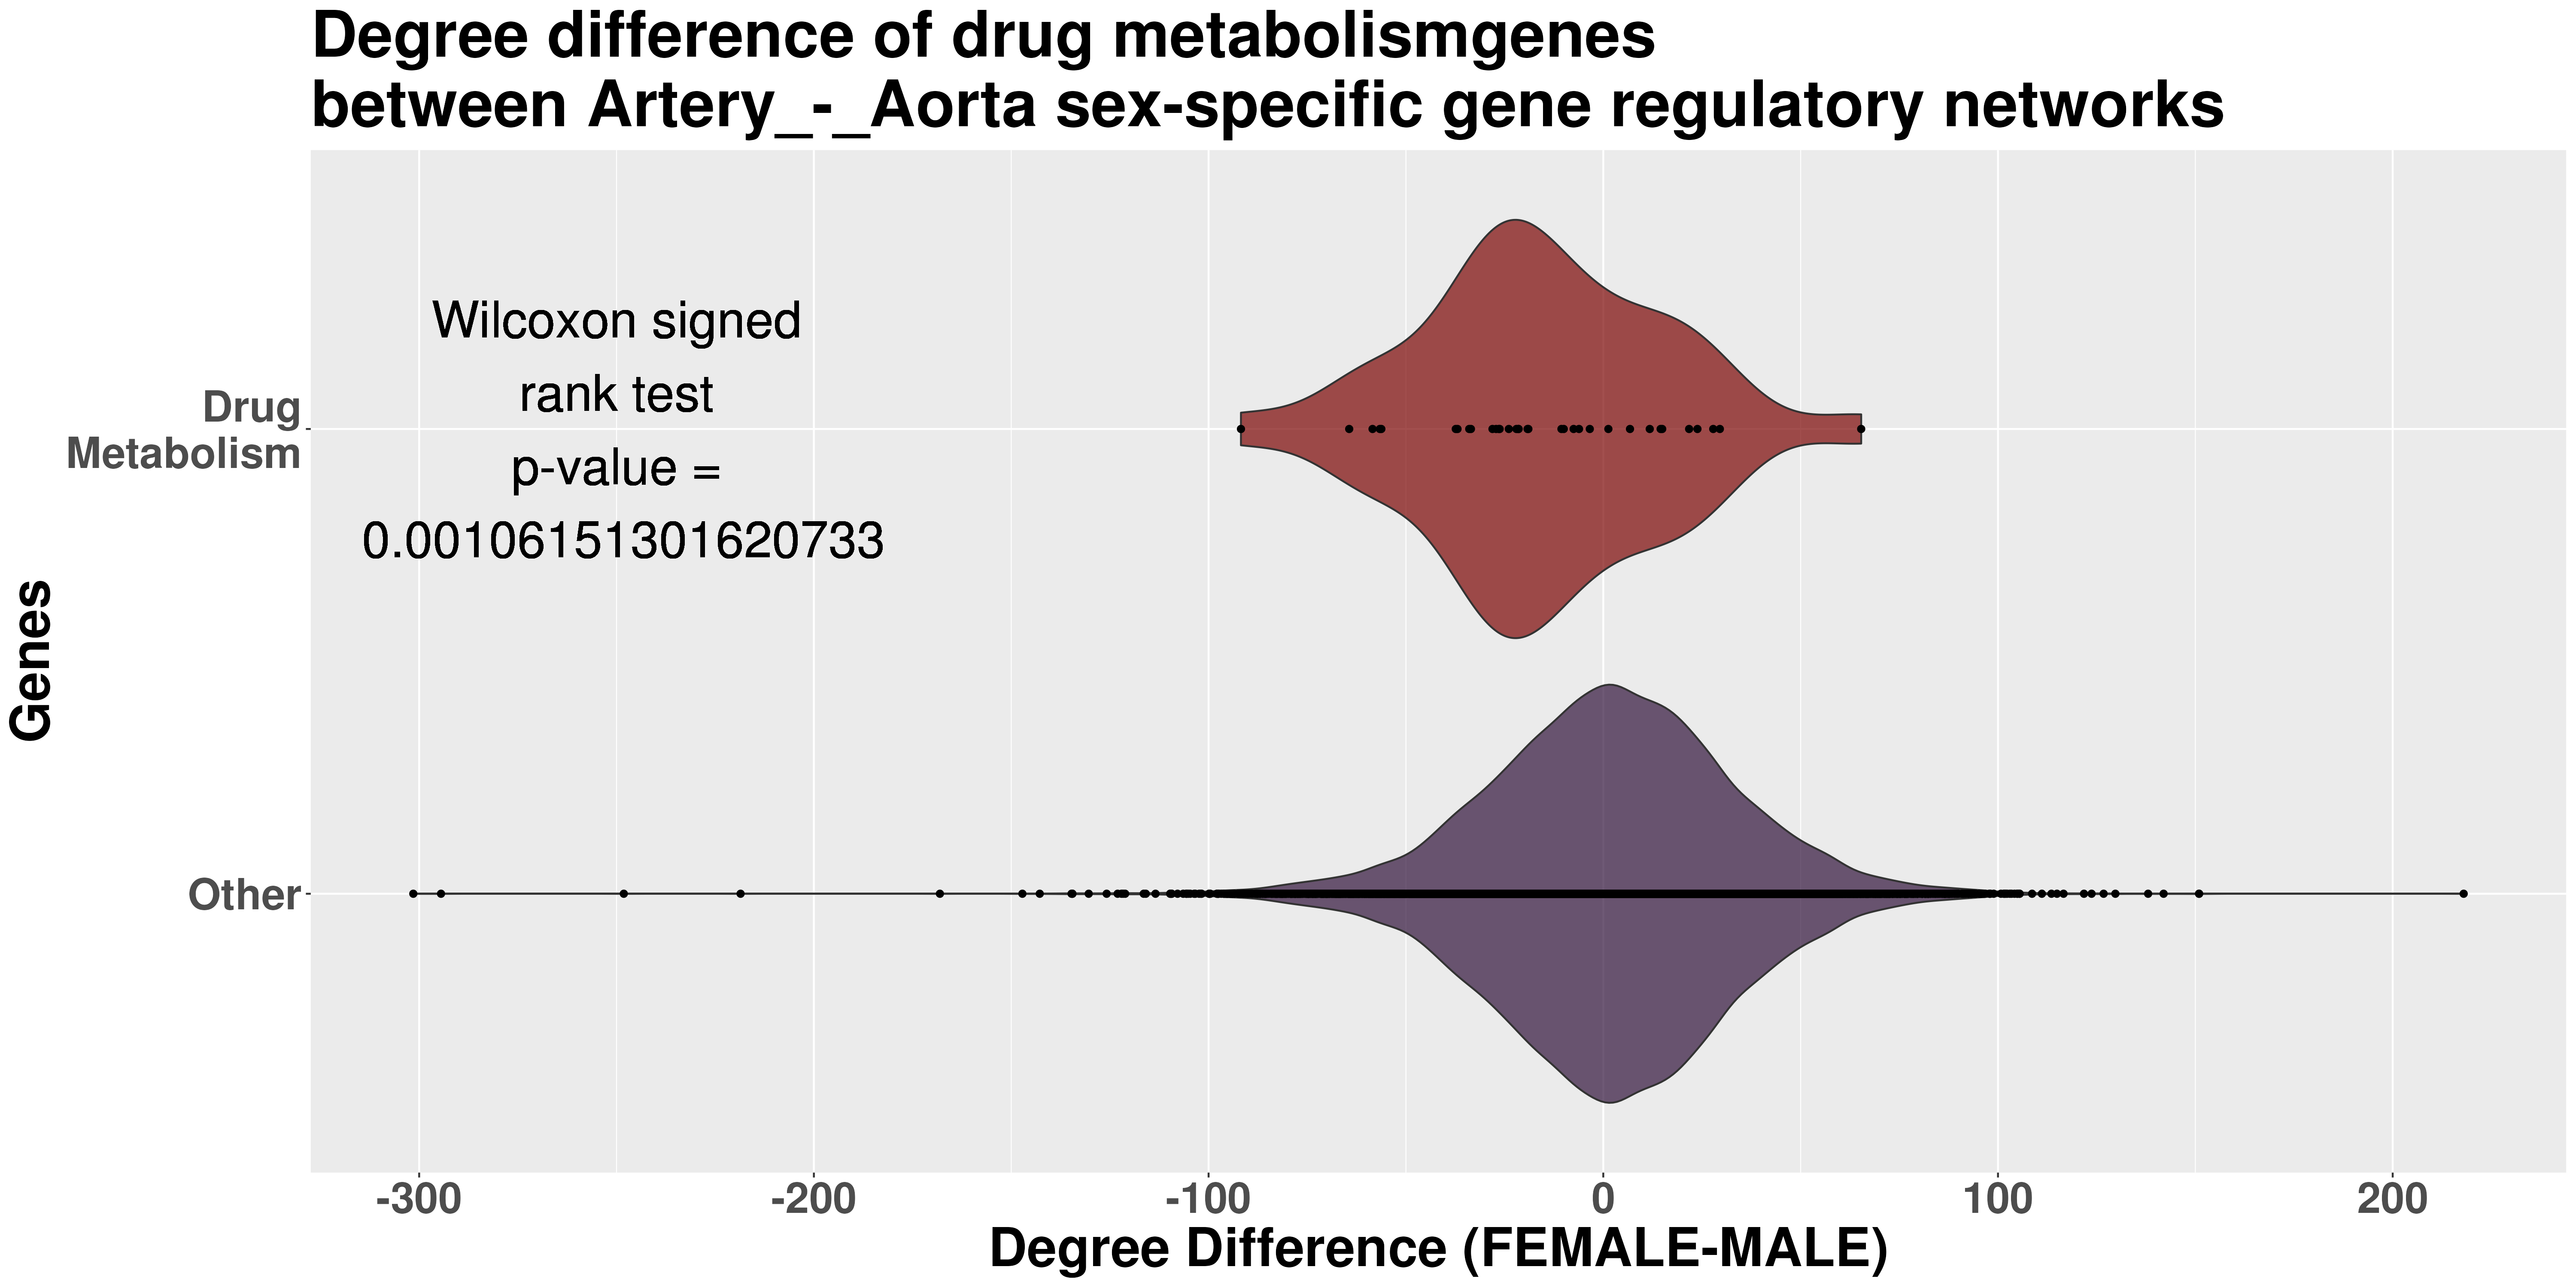 Degree difference of drug metabolismgenes
between Artery_-_Aorta sex-specific gene regulatory networks
Wilcoxon signed
rank test
p-value =
0.00106151301620733
Drug
Metabolism
Other
Genes
-300
-200
-100
0
100
200
Degree Difference (FEMALE-MALE)